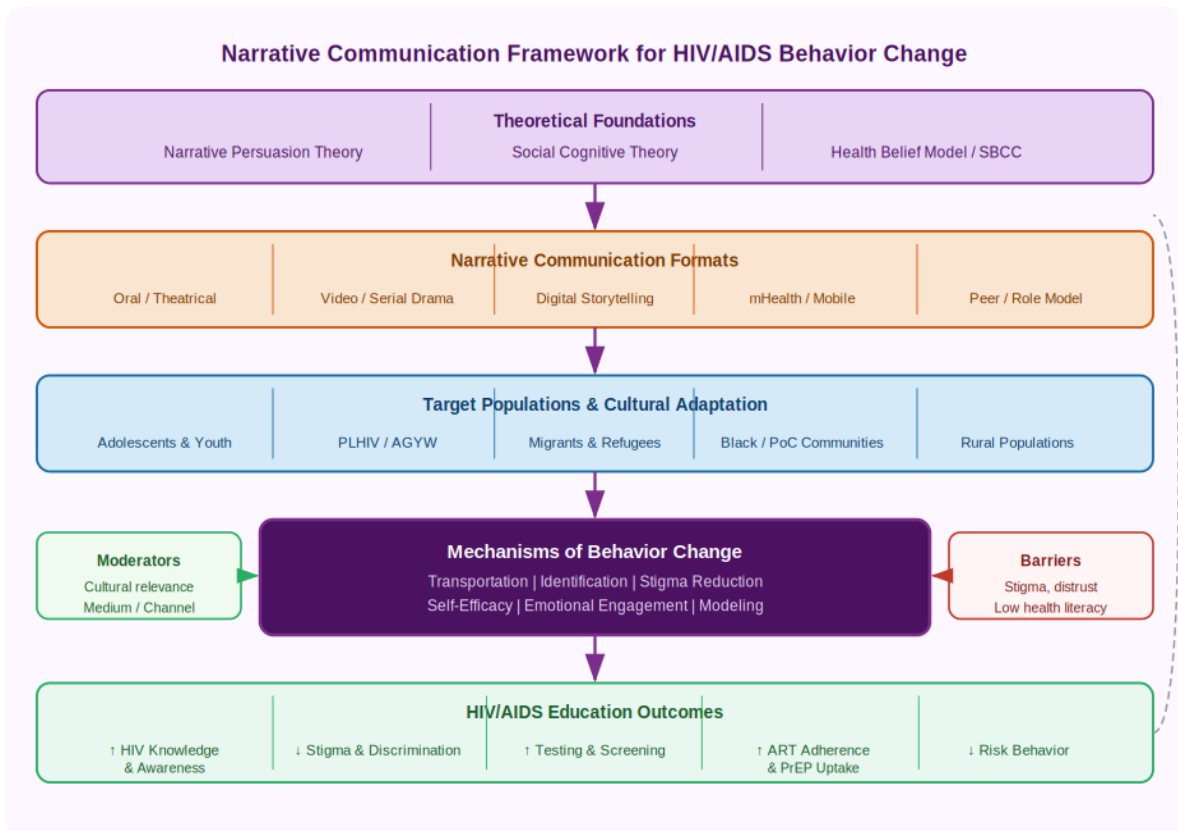 Narrative Communication Framework for HIV/AIDS Behavior Change
Theoretical Foundations
Narrative Persuasion Theory
Social Cognitive Theory
Health Belief Model / SBCC
Narrative Communication Formats
Oral / Theatrical
Video / Serial Drama
Digital Storytelling
mHealth / Mobile
Peer / Role Model
Target Populations & Cultural Adaptation
Adolescents & Youth
PLHIV / AGYW
Migrants & Refugees
Black / PoC Communities
Rural Populations
Moderators
Cultural relevance
Medium / Channel
Mechanisms of Behavior Change
Transportation | Identification | Stigma Reduction
Self-Efficacy | Emotional Engagement | Modeling
Barriers
Stigma, distrust
Low health literacy
HIV/AIDS Education Outcomes
↑ HIV Knowledge
& Awareness
↓ Stigma & Discrimination
↑ Testing & Screening
↑ ART Adherence
& PrEP Uptake
↓ Risk Behavior